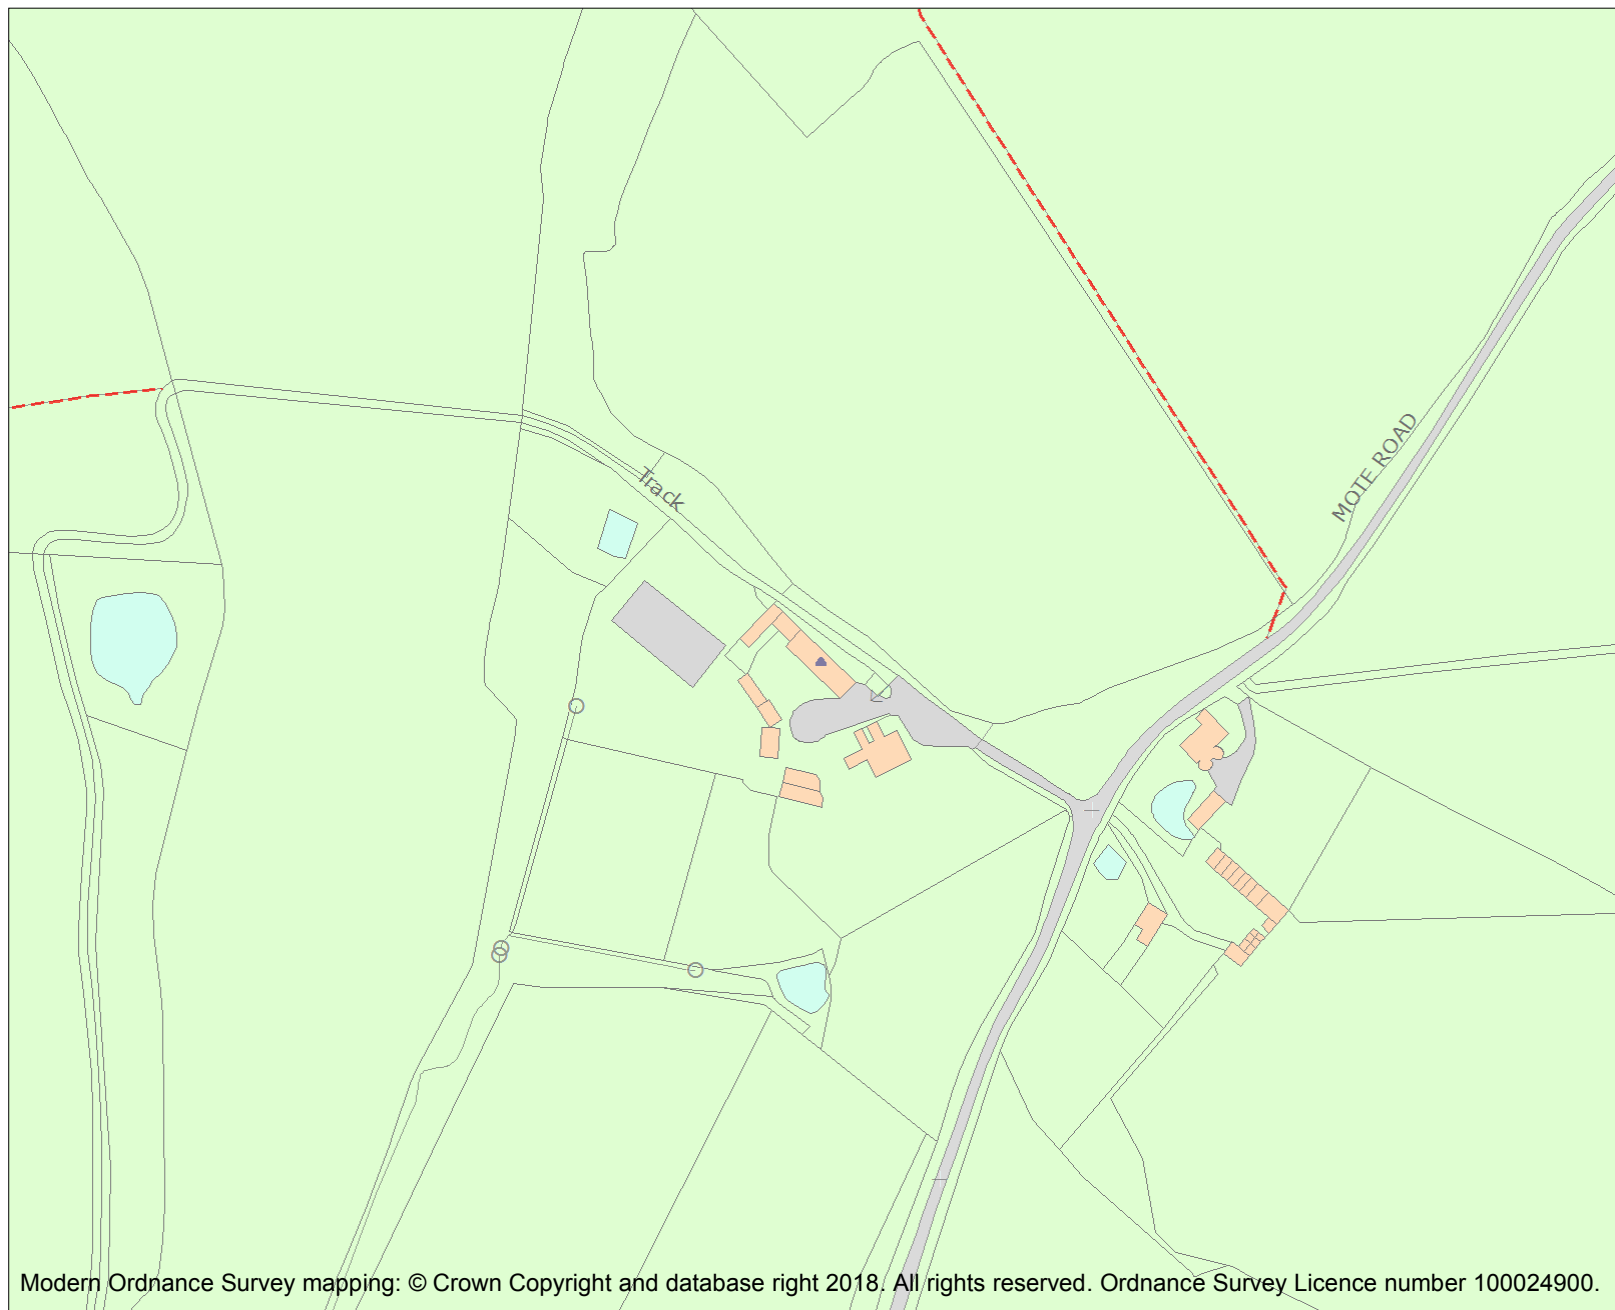 MOTE ROAD
Track
Modern Ordnance Survey mapping: © Crown Copyright and database right 2018. All rights reserved. Ordnance Survey Licence number 100024900.